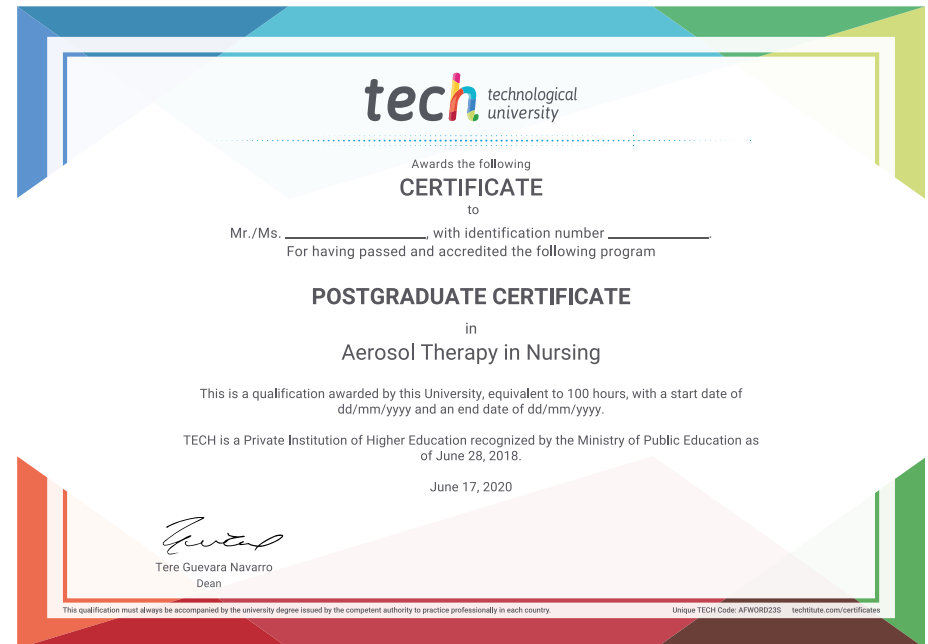 tech technological
university
Awards the following
CERTIFICATE
to
Mr./Ms. ____________, with identification number ____________.
For having passed and accredited the following program
POSTGRADUATE CERTIFICATE
in
Aerosol Therapy in Nursing
This is a qualification awarded by this University, equivalent to 100 hours, with a start date of
dd/mm/yyyy and an end date of dd/mm/yyyy.
TECH is a Private Institution of Higher Education recognized by the Ministry of Public Education as
of June 28, 2018.
June 17, 2020
Tere Guevara Navarro
Dean
This qualification must always be accompanied by the university degree issued by the competent authority to practice professionally in each country.
Unique TECH Code: AFWORD23S techtitute.com/certificates